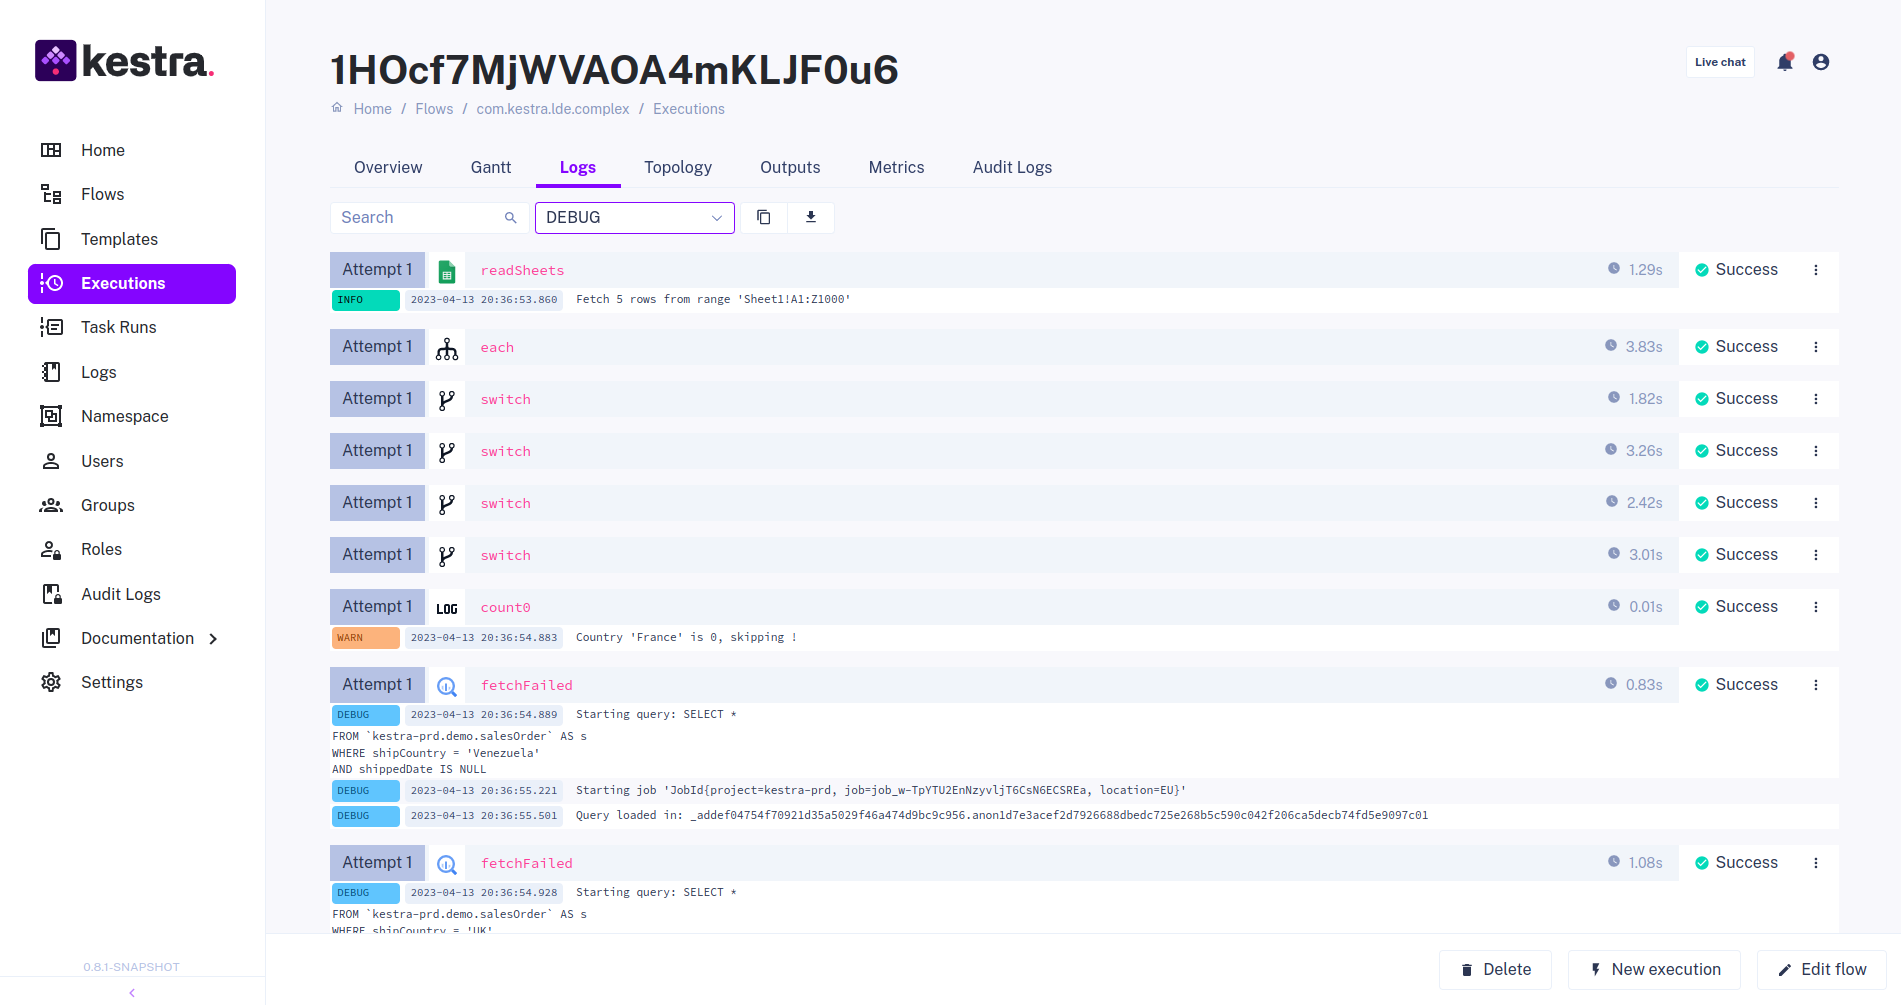 kestra.
Home
Flows
Templates
Executions
Task Runs
Logs
Namespace
Users
Groups
Roles
Audit Logs
Documentation
Settings
0.8.1-SNAPSHOT
1HOcf7MjWVAOA4mKLJF0u6
Live chat
Home / Flows / com.kestra.lde.complex / Executions
Overview Gantt Logs Topology Outputs Metrics Audit Logs
Search DEBUG
Attempt 1 readSheets 1.29s Success
INFO 2023-04-13 20:36:53.860 Fetch 5 rows from range 'Sheet1!A1:Z1000'
Attempt 1 each 3.83s Success
Attempt 1 switch 1.82s Success
Attempt 1 switch 3.26s Success
Attempt 1 switch 2.42s Success
Attempt 1 switch 3.01s Success
Attempt 1 LOG count0 0.01s Success
WARN 2023-04-13 20:36:54.883 Country 'France' is 0, skipping !
Attempt 1 fetchFailed 0.83s Success
DEBUG 2023-04-13 20:36:54.889 Starting query: SELECT *
FROM `kestra-prd.demo.salesOrder` AS s
WHERE shipCountry = 'Venezuela'
AND shippedDate IS NULL
DEBUG 2023-04-13 20:36:55.221 Starting job 'JobId{project=kestra-prd, job=job_w-TpYTU2EnNzyvljT6CsN6ECSREa, location=EU}'
DEBUG 2023-04-13 20:36:55.501 Query loaded in: _addef04754f70921d35a5029f46a474d9bc9c956.anon1d7e3acef2d7926688dbedc725e268b5c590c042f206ca5decb74fd5e9097c01
Attempt 1 fetchFailed 1.08s Success
DEBUG 2023-04-13 20:36:54.928 Starting query: SELECT *
FROM `kestra-prd.demo.salesOrder` AS s
WHERE shipCountry = 'UK'
Delete New execution Edit flow